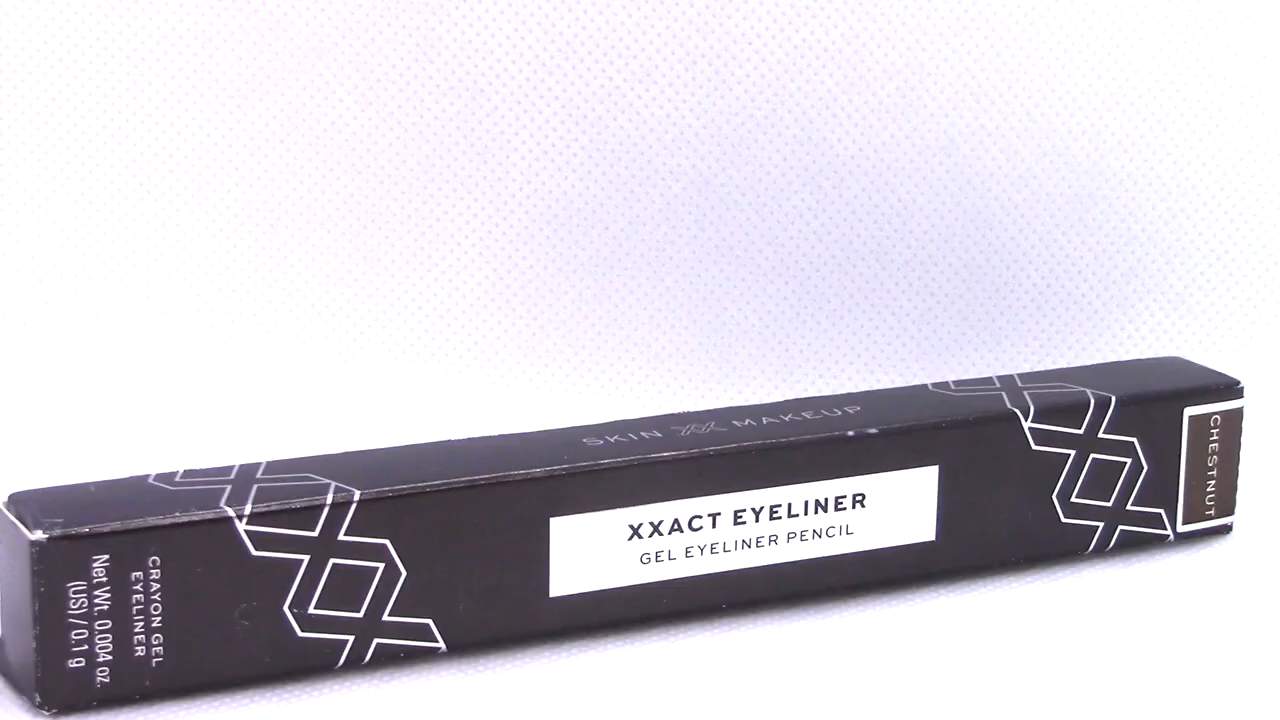 SKIN XX MAKEUP
XXACT EYELINER
GEL EYELINER PENCIL
CHESTNUT
CRAYON GEL
EYELINER
Net Wt. 0.004 oz.
(US) / 0.1 g